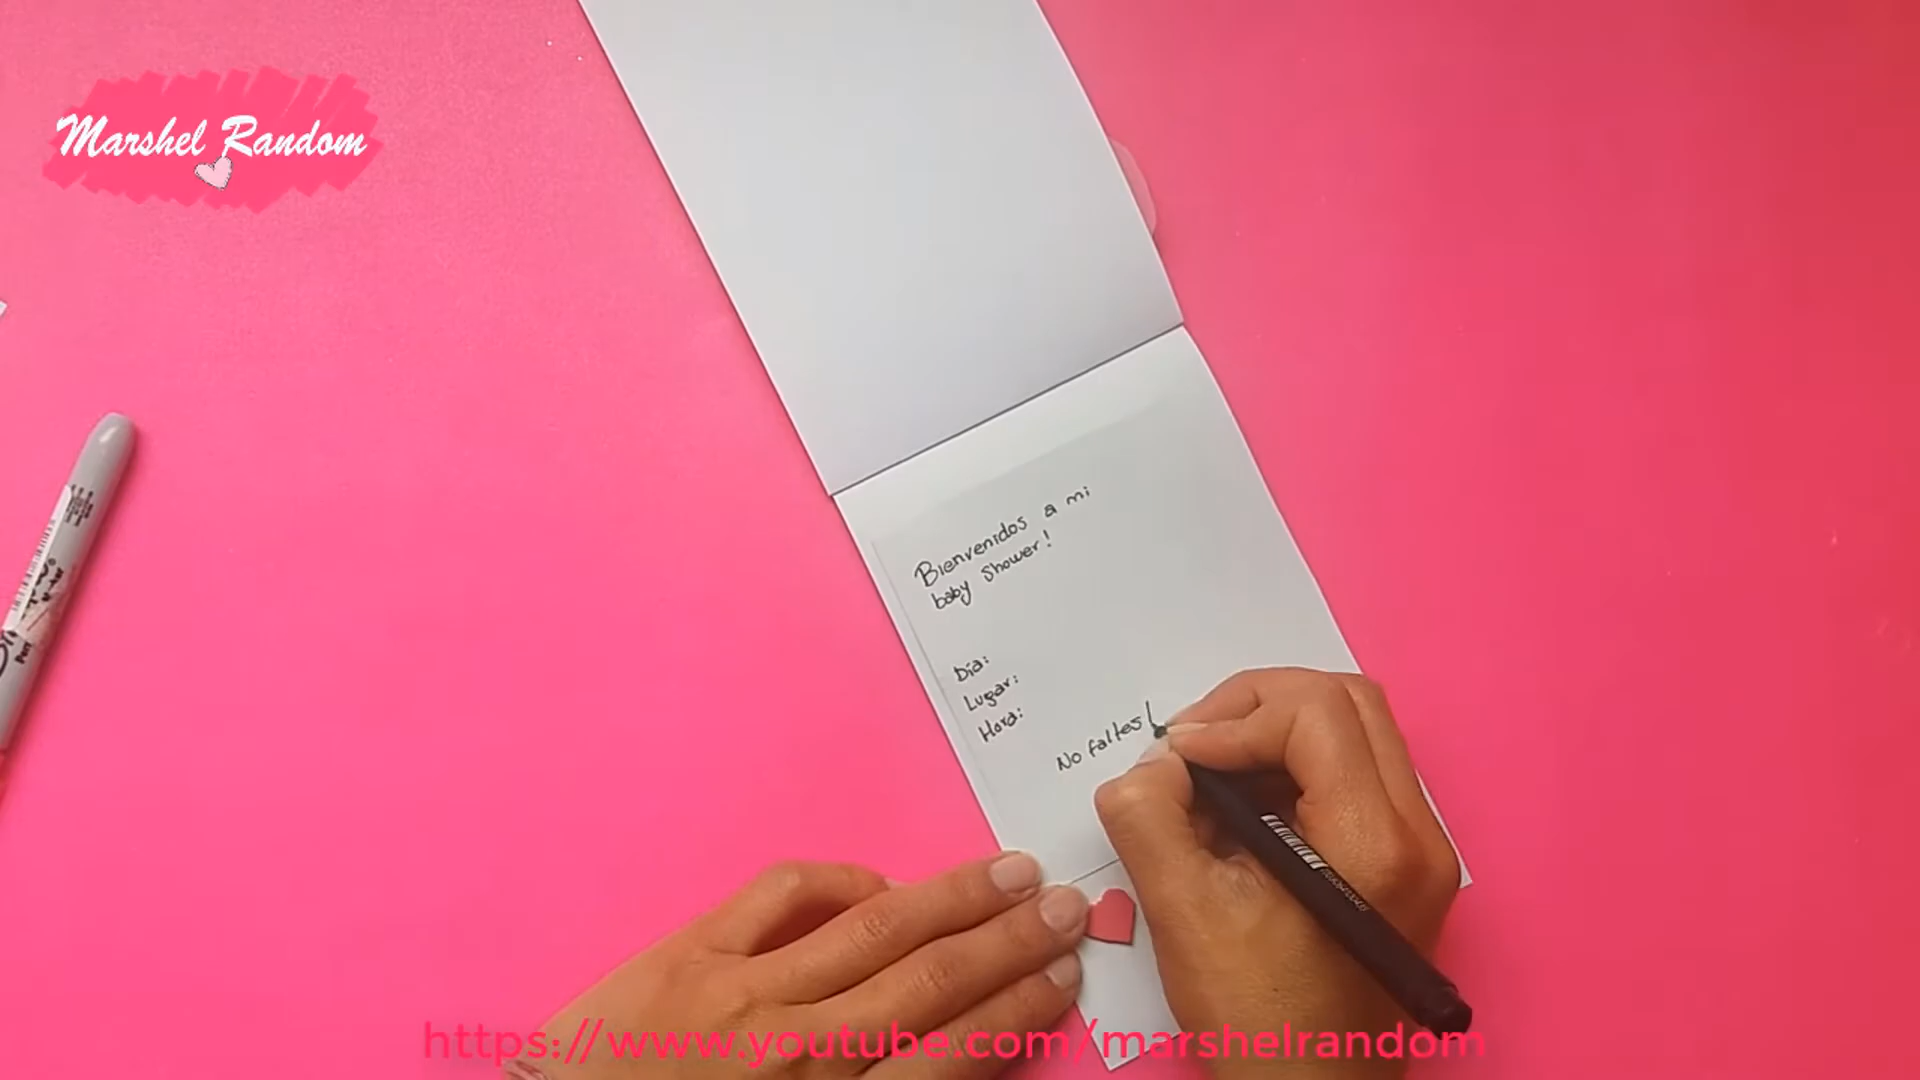 Marshel Random
Bienvenidos a mi
baby shower!
Dia:
Lugar:
Hora:
No faltes!
https://www.youtube.com/marshelrandom